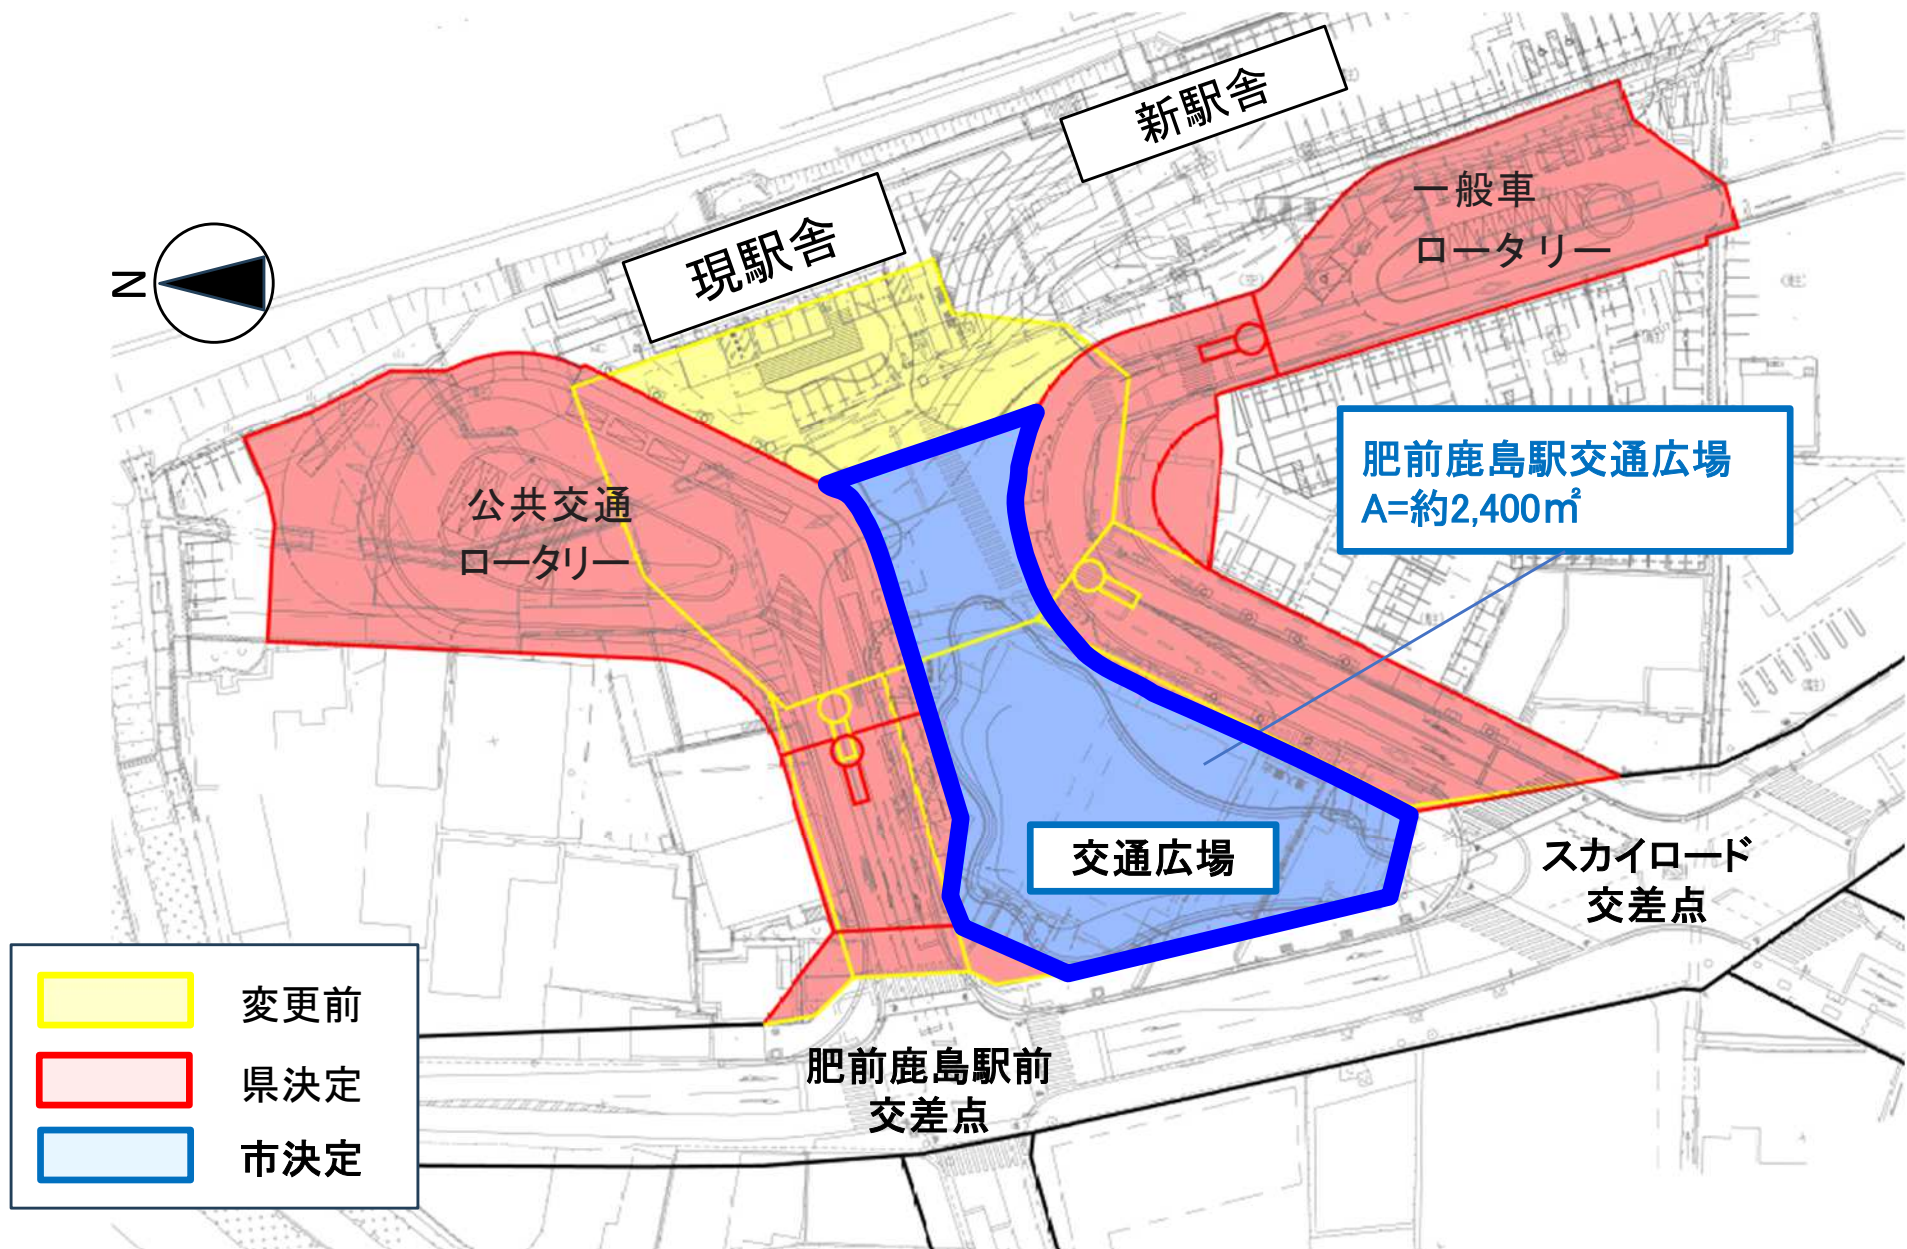 新駅舎
一般車
ロータリー
現駅舎
N
肥前鹿島駅交通広場
A=約2,400㎡
公共交通
ロータリー
交通広場
スカイロード
交差点
変更前
県決定
市決定
肥前鹿島駅前
交差点